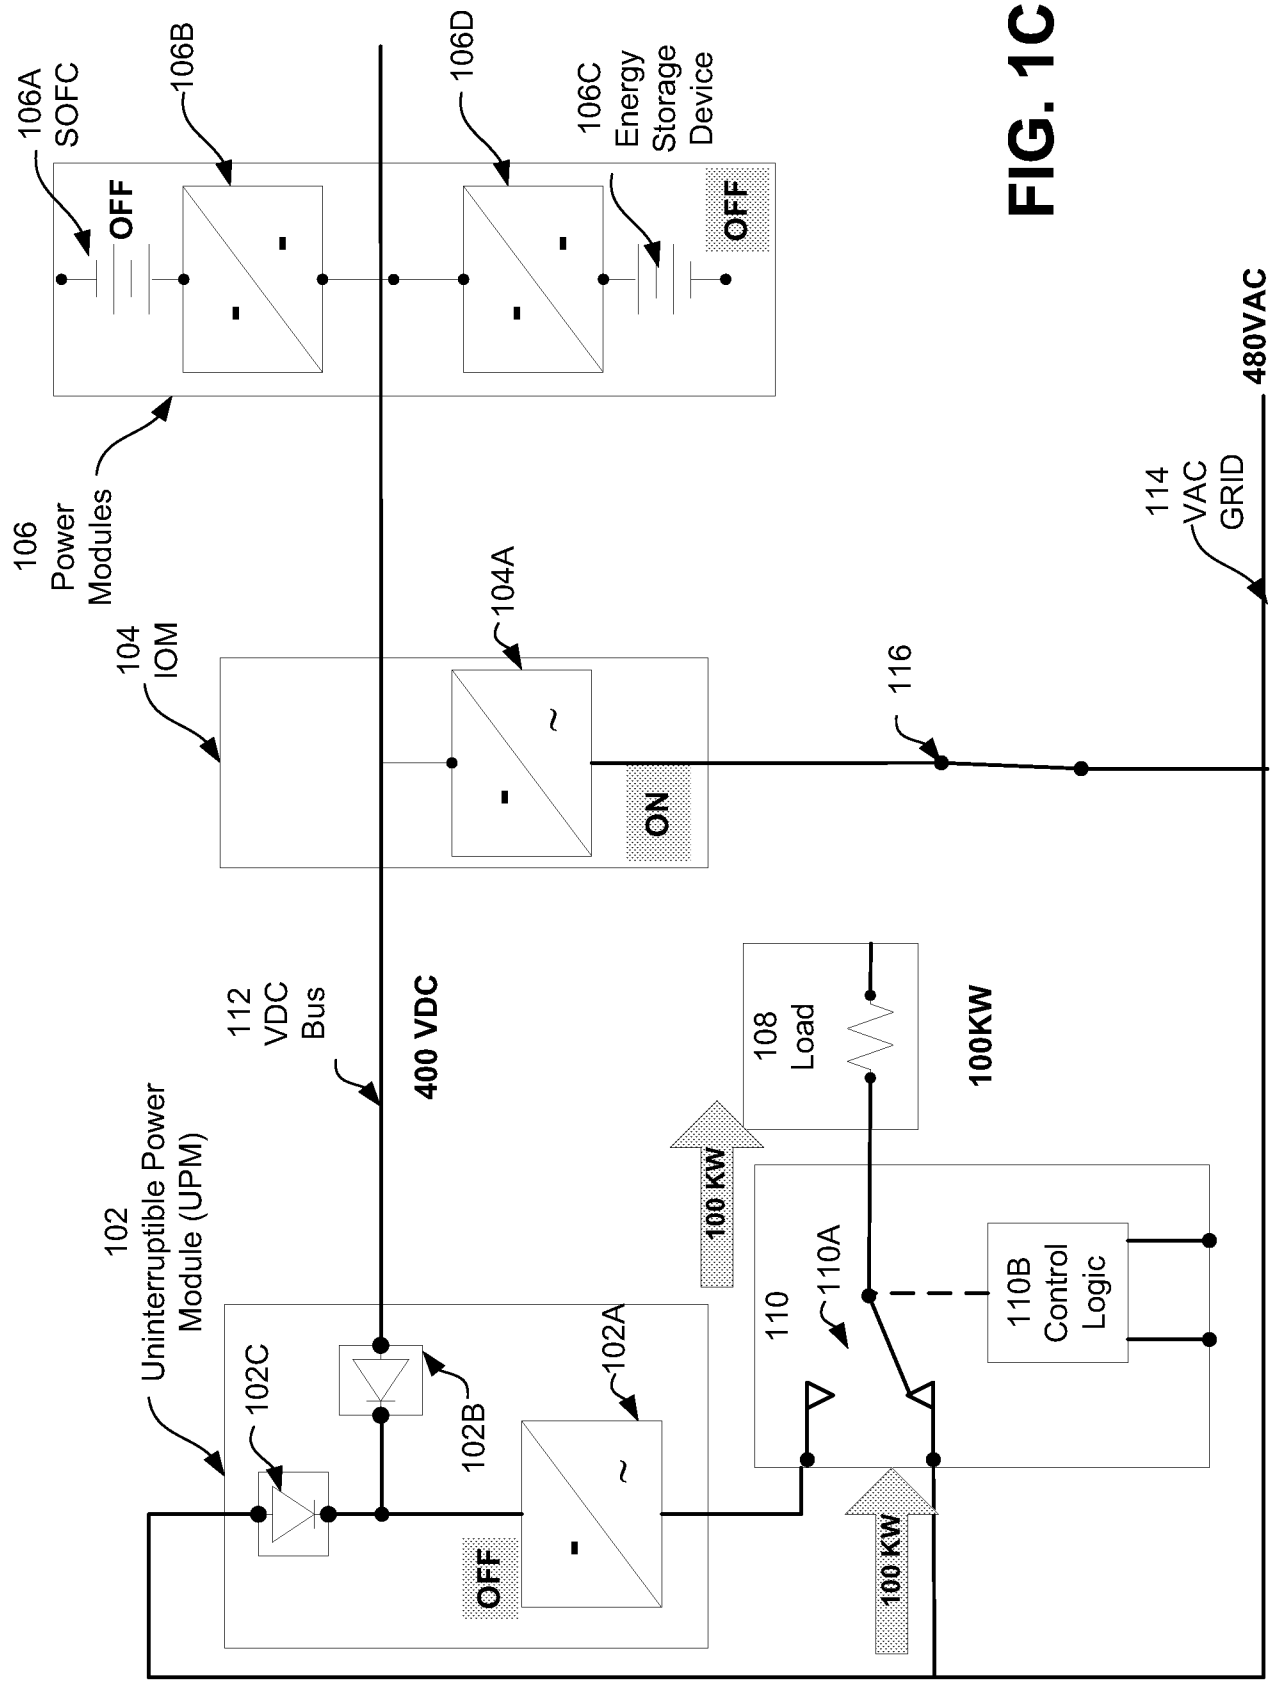 102
Uninterruptible Power
Module (UPM)
102C
102B
OFF
-
~
102A
112
VDC
Bus
400 VDC
104
IOM
104A
-
~
ON
106
Power
Modules
106A
SOFC
OFF
106B
-
-
106D
-
-
106C
Energy
Storage
Device
OFF
100 KW
108
Load
100KW
110
110A
110B
Control
Logic
100 KW
116
114
VAC
GRID
480VAC
FIG. 1C